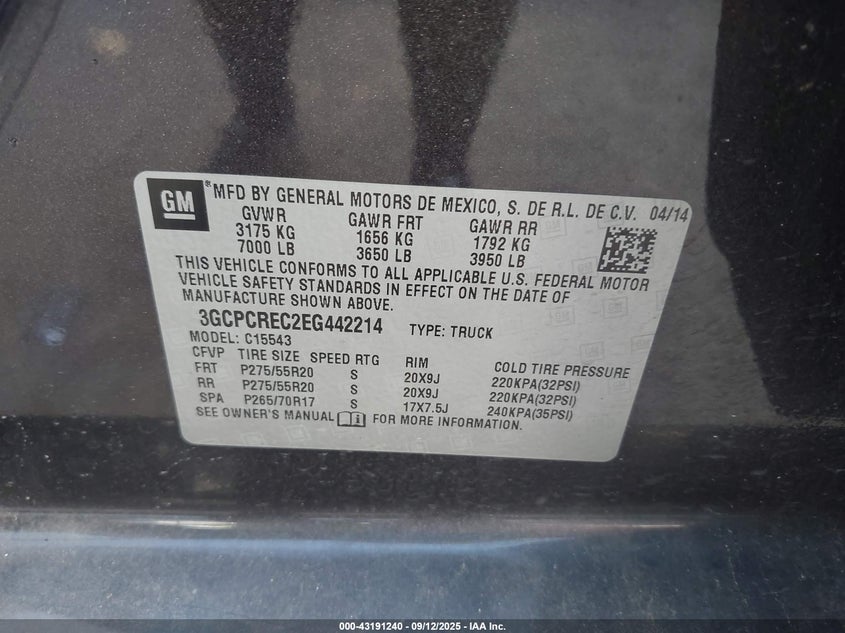 GM ® MFD BY GENERAL MOTORS DE MEXICO, S. DE R.L. DE C.V. 04/14
GVWR GAWR FRT GAWR RR
3175 KG 1656 KG 1792 KG
7000 LB 3650 LB 3950 LB
THIS VEHICLE CONFORMS TO ALL APPLICABLE U.S. FEDERAL MOTOR
VEHICLE SAFETY STANDARDS IN EFFECT ON THE DATE OF
MANUFACTURE SHOWN ABOVE.
3GCPCREC2EG442214 TYPE: TRUCK
MODEL: C15543
CFVP TIRE SIZE SPEED RTG RIM COLD TIRE PRESSURE
FRT P275/55R20 S 20X9J 220KPA(32PSI)
RR P275/55R20 S 20X9J 220KPA(32PSI)
SPA P265/70R17 S 17X7.5J 240KPA(35PSI)
SEE OWNER'S MANUAL i FOR MORE INFORMATION.
000-43191240 - 09/12/2025 - IAA Inc.